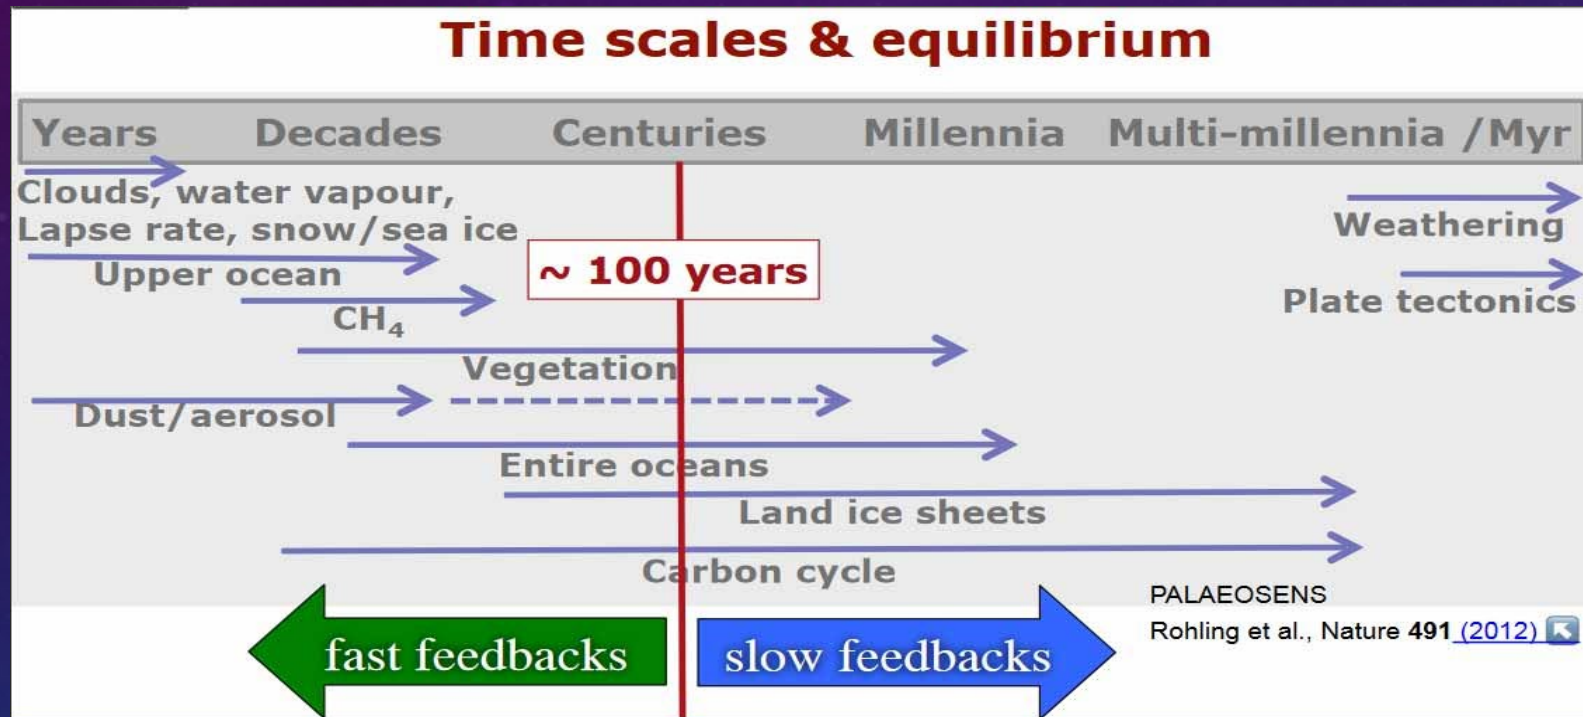 Time scales & equilibrium
Years Decades Centuries Millennia Multi-millennia /Myr
Clouds, water vapour,
Lapse rate, snow/sea ice
Weathering
Upper ocean
~ 100 years
Plate tectonics
CH₄
Vegetation
Dust/aerosol
Entire oceans
Land ice sheets
Carbon cycle
PALAEOSENS
Rohling et al., Nature 491 (2012)
fast feedbacks
slow feedbacks